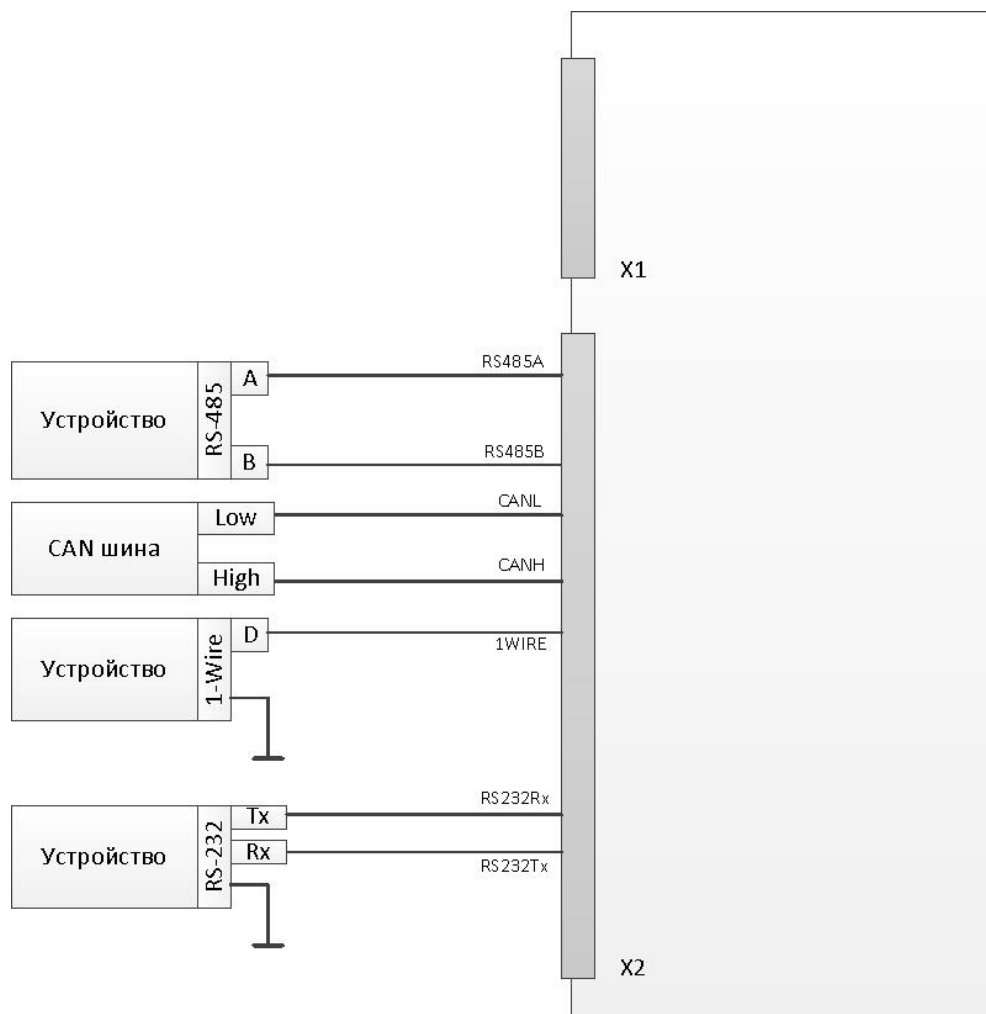 X1
RS485A
A
Устройство
RS-485
B
RS485B
CANL
Low
CAN шина
High
CANH
D
1WIRE
Устройство
1-Wire
RS232Rx
Tx
Устройство
RS-232
Rx
RS232Tx
X2